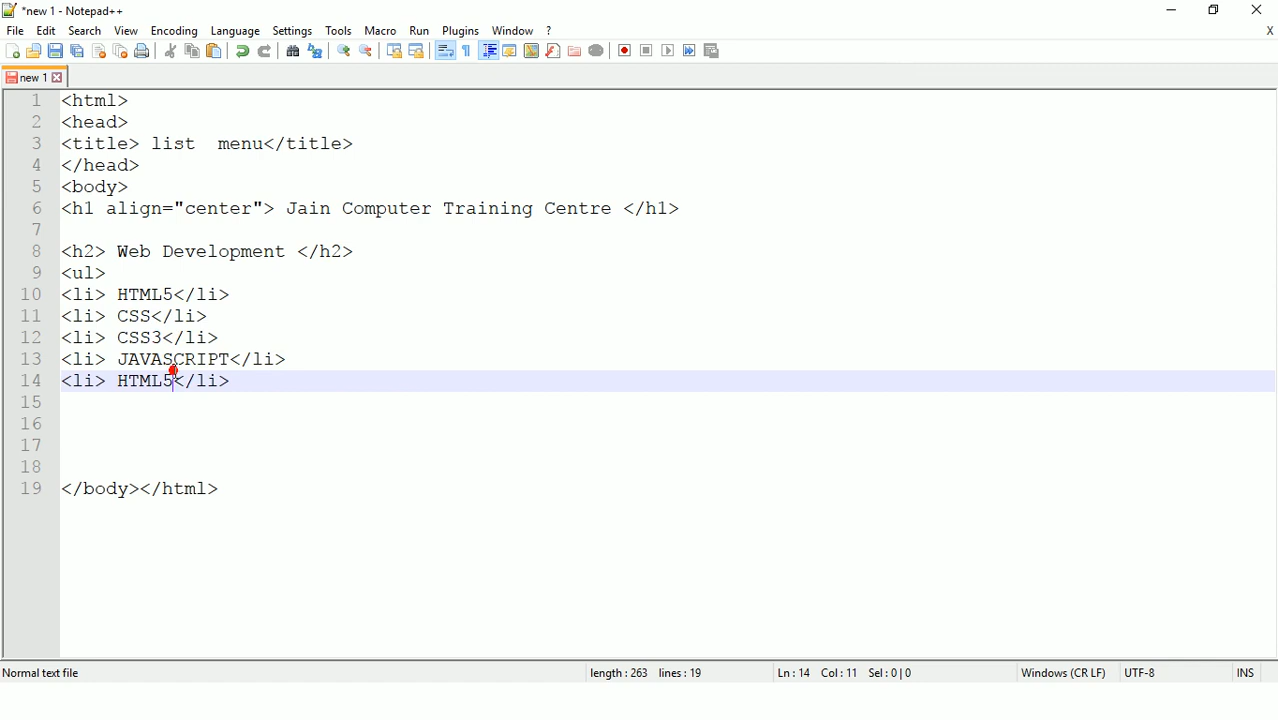 *new 1 - Notepad++
File Edit Search View Encoding Language Settings Tools Macro Run Plugins Window ? X
new 1
1 <html>
2 <head>
3 <title> list  menu</title>
4 </head>
5 <body>
6 <h1 align="center"> Jain Computer Training Centre </h1>
7
8 <h2> Web Development </h2>
9 <ul>
10 <li> HTML5</li>
11 <li> CSS</li>
12 <li> CSS3</li>
13 <li> JAVASCRIPT</li>
14 <li> HTML5</li>
15
16
17
18
19 </body></html>
Normal text file length : 263 lines : 19 Ln : 14 Col : 11 Sel : 0 | 0 Windows (CR LF) UTF-8 INS